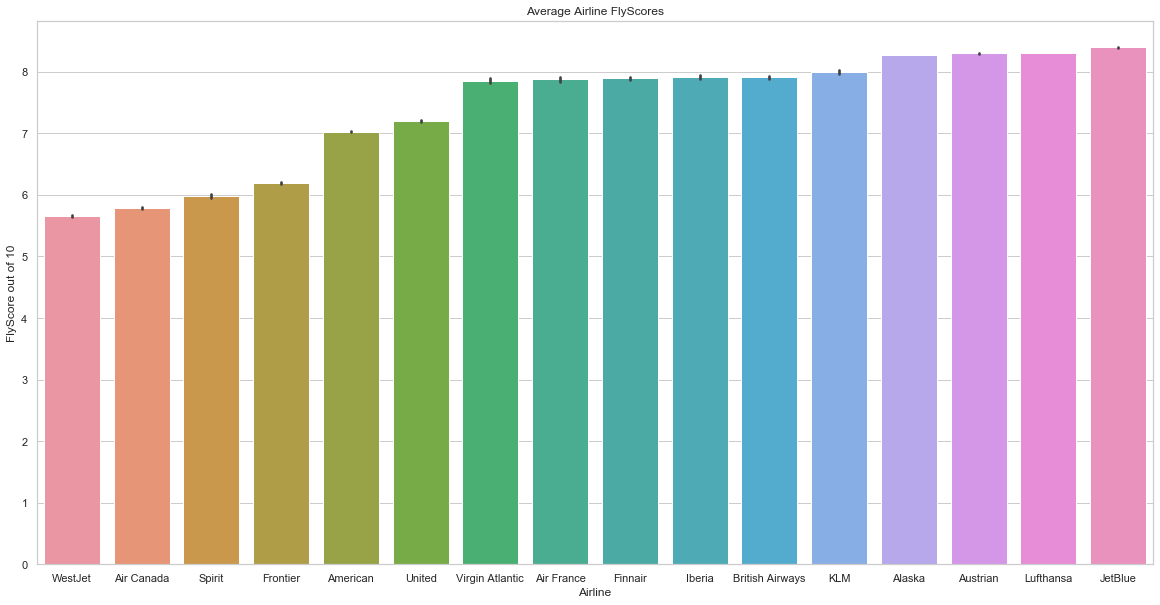 Average Airline FlyScores
FlyScore out of 10
8
7
6
5
4
3
2
1
0
WestJet Air Canada Spirit Frontier American United Virgin Atlantic Air France Finnair Iberia British Airways KLM Alaska Austrian Lufthansa JetBlue
Airline